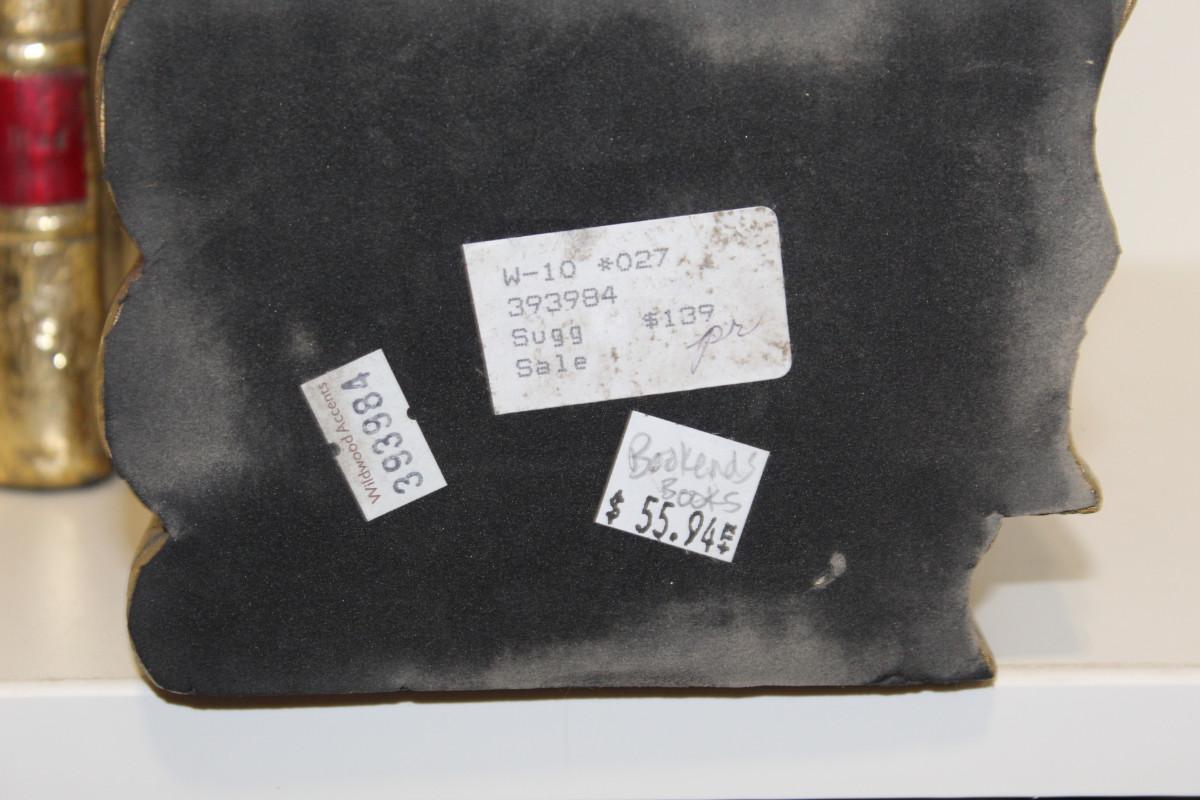 W-10 *027
393984
Sugg $139
Sale pr
Wildwood Accents
393984
Bookends
Books
$ 55.94